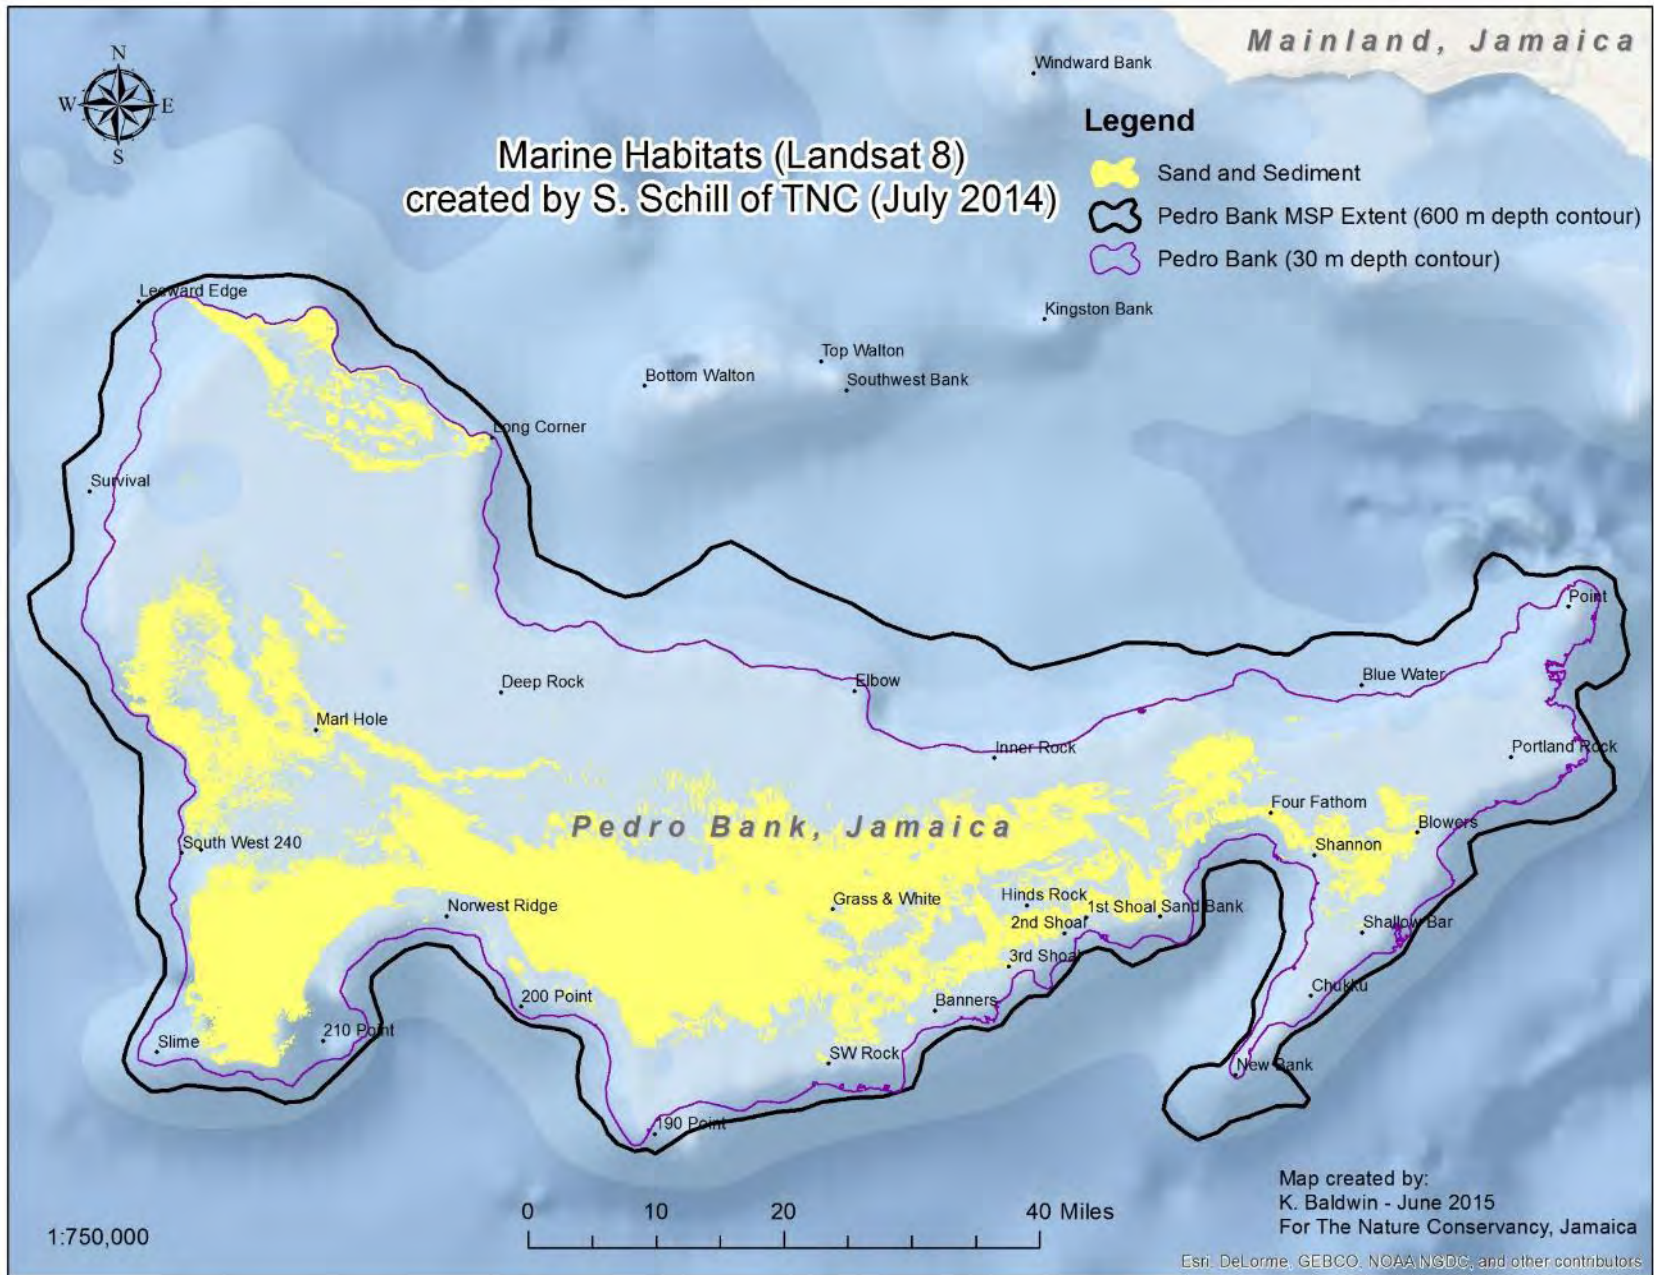 Mainland, Jamaica
N
W E
S
Windward Bank
Legend
Marine Habitats (Landsat 8)
created by S. Schill of TNC (July 2014)
Sand and Sediment
Pedro Bank MSP Extent (600 m depth contour)
Pedro Bank (30 m depth contour)
Leeward Edge
Kingston Bank
Top Walton
Bottom Walton
Southwest Bank
Long Corner
Survival
Point
Deep Rock
Elbow
Blue Water
Marl Hole
Inner Rock
Portland Rock
Four Fathom
Pedro Bank, Jamaica
Blowers
South West 240
Shannon
Grass & White
Hinds Rock
Norwest Ridge
1st Shoal
Sand Bank
2nd Shoal
Shallow Bar
3rd Shoal
200 Point
Banners
Chukku
210 Point
Slime
SW Rock
New Bank
190 Point
Map created by:
K. Baldwin - June 2015
For The Nature Conservancy, Jamaica
0 10 20 40 Miles
1:750,000
Esri, DeLorme, GEBCO, NOAA NGDC, and other contributors